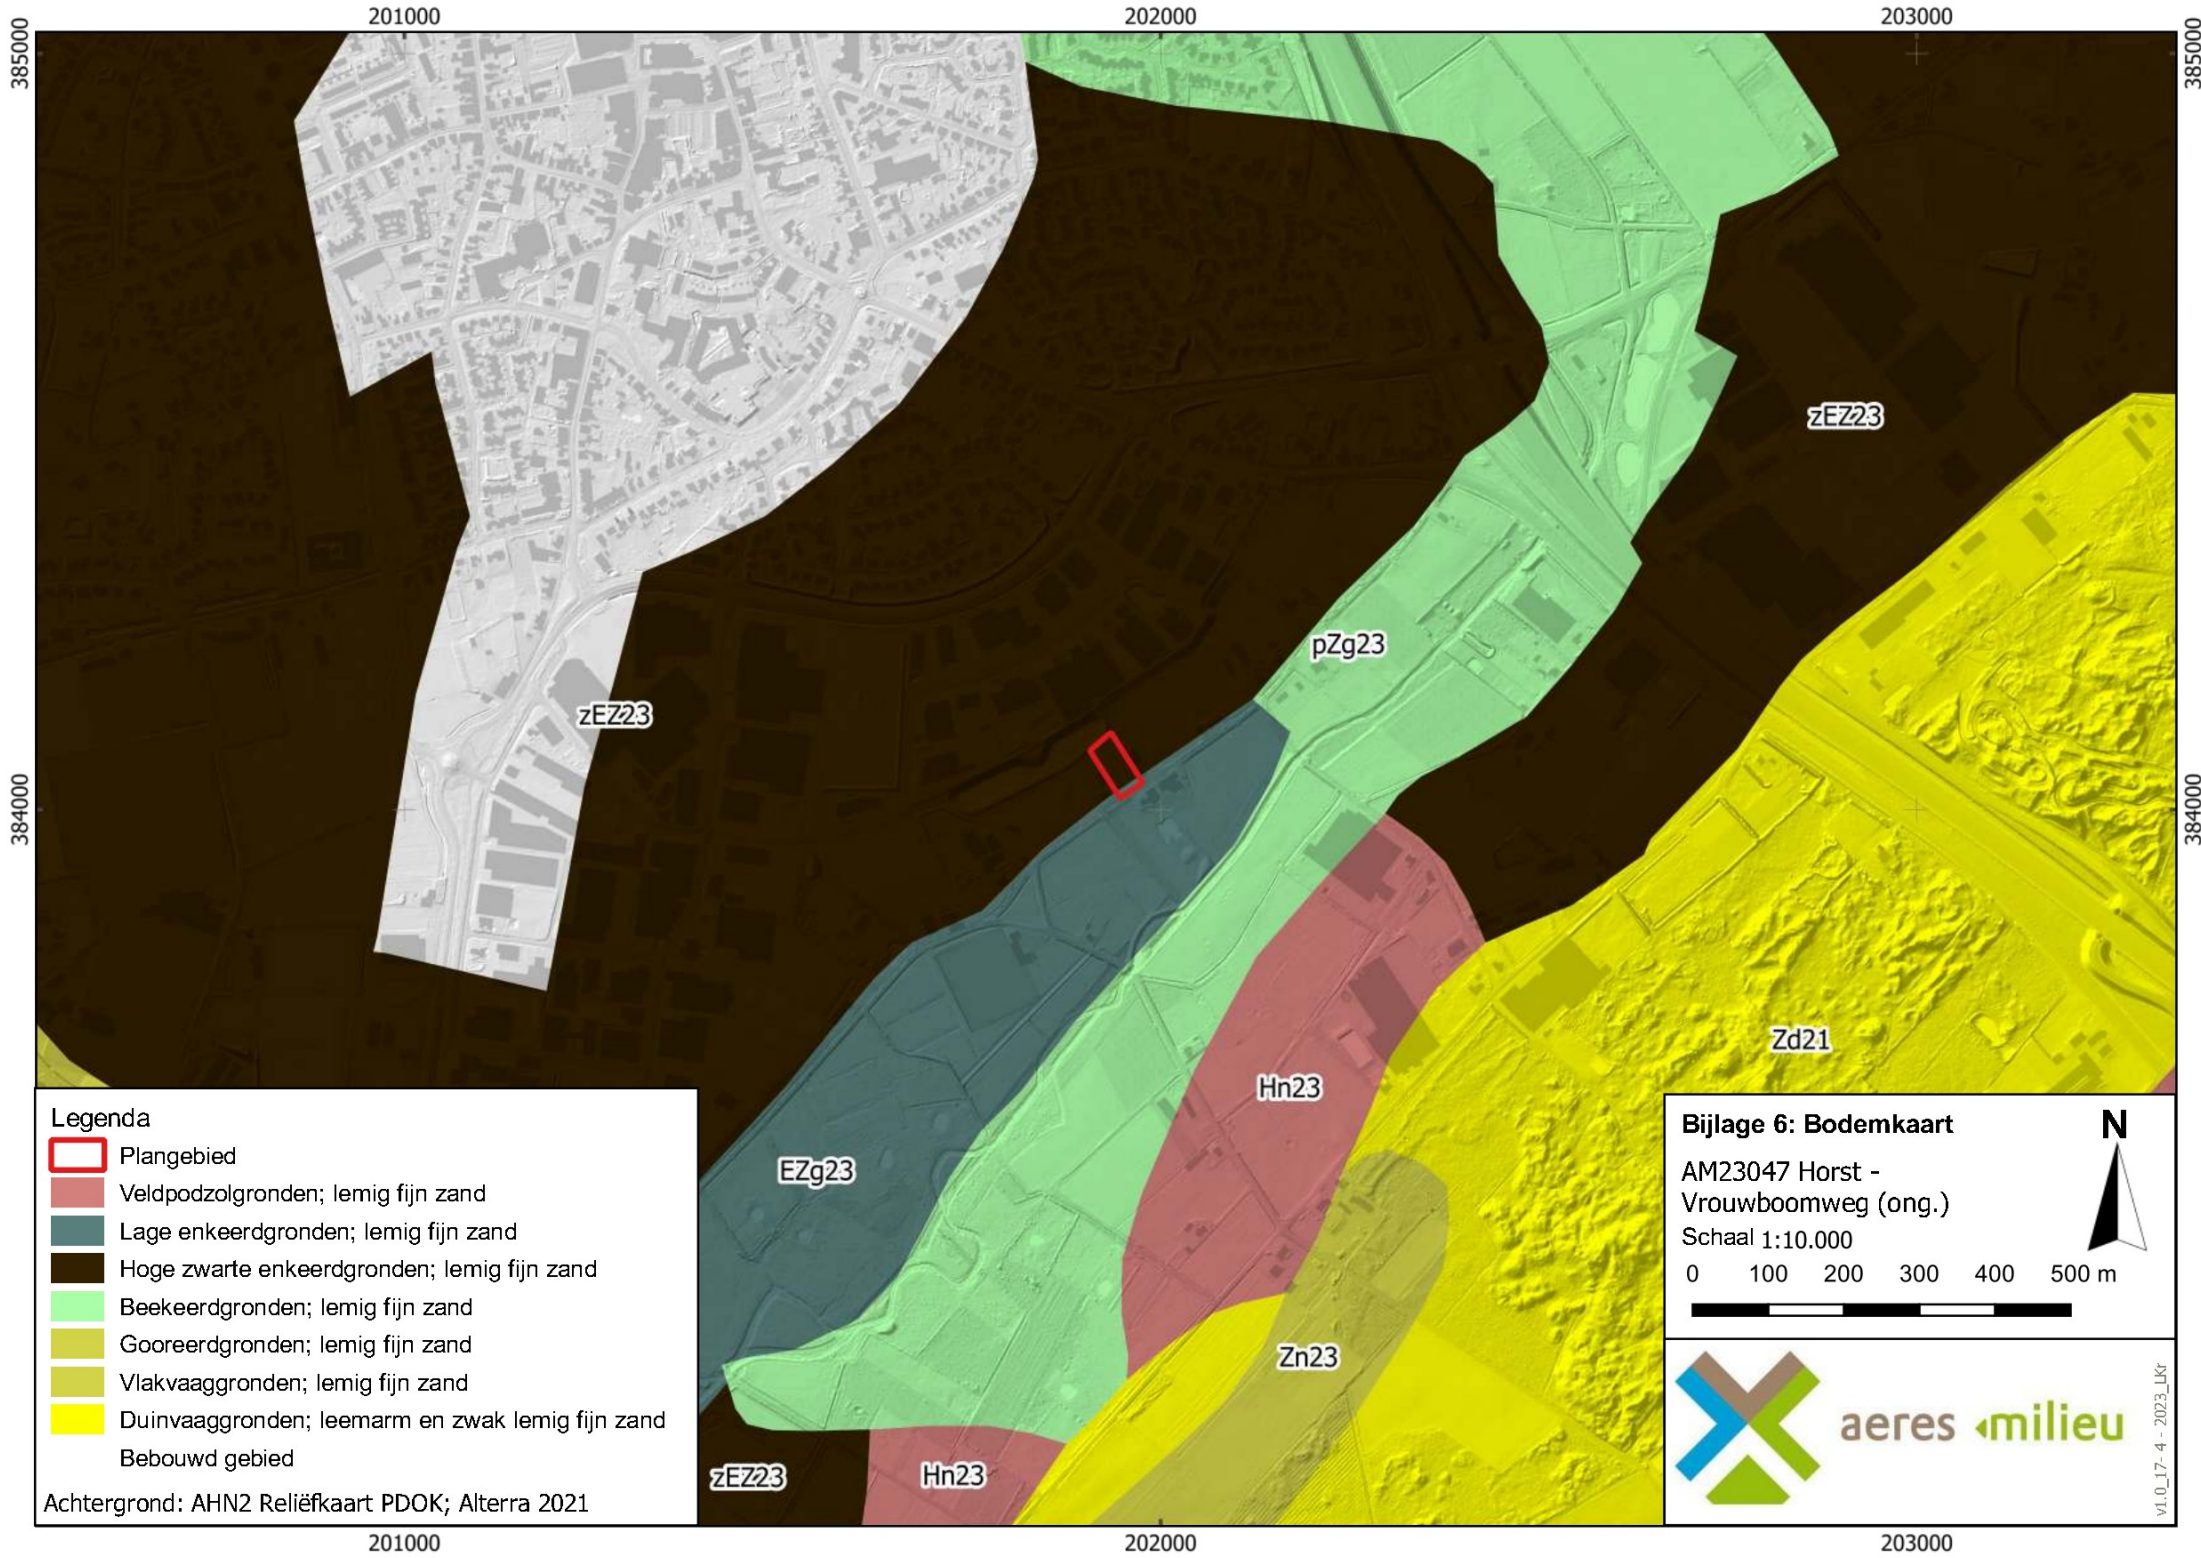 201000
202000
203000
385000
385000
zEZ23
pZg23
zEZ23
384000
384000
Zd21
Hn23
EZg23
Zn23
zEZ23
Hn23
Legenda
Plangebied
Veldpodzolgronden; lemig fijn zand
Lage enkeerdgronden; lemig fijn zand
Hoge zwarte enkeerdgronden; lemig fijn zand
Beekeerdgronden; lemig fijn zand
Gooreerdgronden; lemig fijn zand
Vlakvaaggronden; lemig fijn zand
Duinvaaggronden; leemarm en zwak lemig fijn zand
Bebouwd gebied
Achtergrond: AHN2 Reliëfkaart PDOK; Alterra 2021
Bijlage 6: Bodemkaart
N
AM23047 Horst -
Vrouwboomweg (ong.)
Schaal 1:10.000
0 100 200 300 400 500 m
aeres milieu
v1.0_17- 4 - 2023_LKr
201000
202000
203000